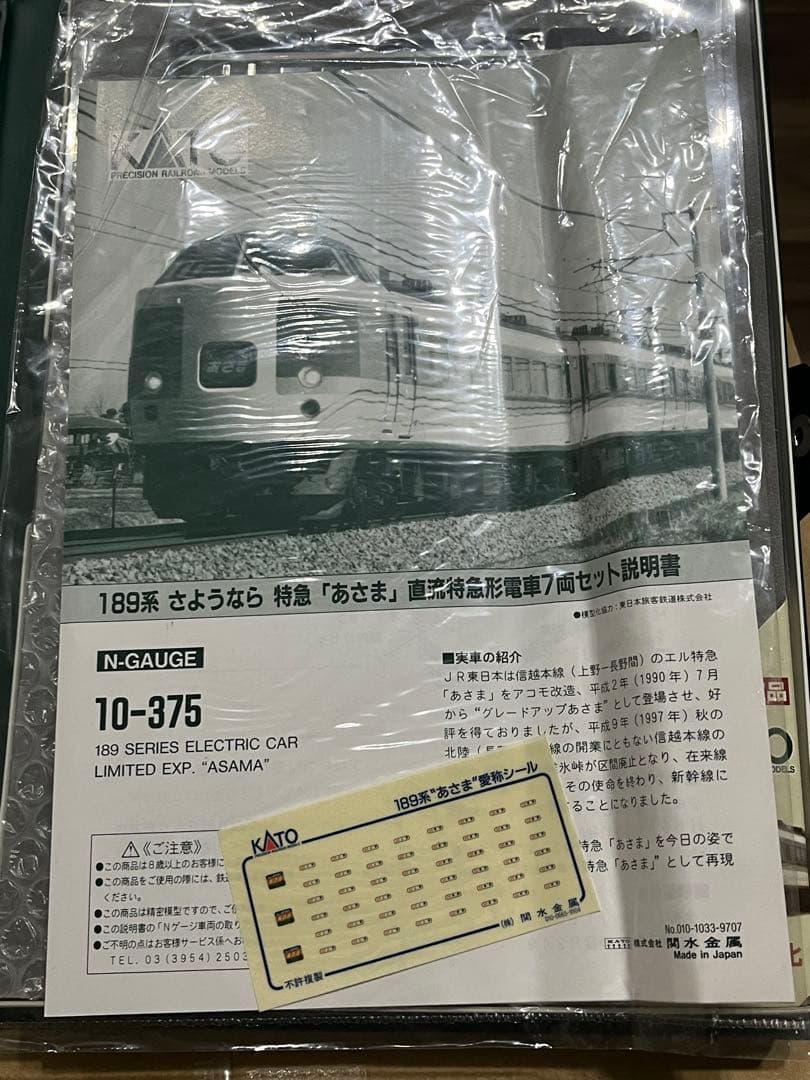 KATO
PRECISION RAILROAD MODELS
あさま
189系 さようなら 特急「あさま」直流特急形電車7両セット説明書
●模型化協力:東日本旅客鉄道株式会社
N-GAUGE
10-375
189 SERIES ELECTRIC CAR
LIMITED EXP. “ASAMA”
■実車の紹介
JR東日本は信越本線(上野ー長野間)のエル特急
「あさま」をアコモ改造、平成2年(1990年)7月
から“グレードアップあさま”として登場させ、好
評を得ておりましたが、平成9年(1997年)秋の
北陸(長 線の開業にともない信越本線の
氷峠が区間廃止となり、在来線
その使命を終わり、新幹線に
することになりました。
特急「あさま」を今日の姿で
特急「あさま」”として再現
⚠《ご注意》
●この商品は8歳以上のお客様に
●この商品をご使用の際には、鉄道
ください。
●この商品は精密模型ですので、ご使
●この説明書の「Nゲージ車両の取り
●ご不明の点はお客様サービス係へお
TEL. 03(3954)2503
KATO
189系“あさま”愛称シール
不許複製
(株) 関水金属
No.010-1033-9707
KATO 株式会社 関水金属
Made in Japan
品
MODELS